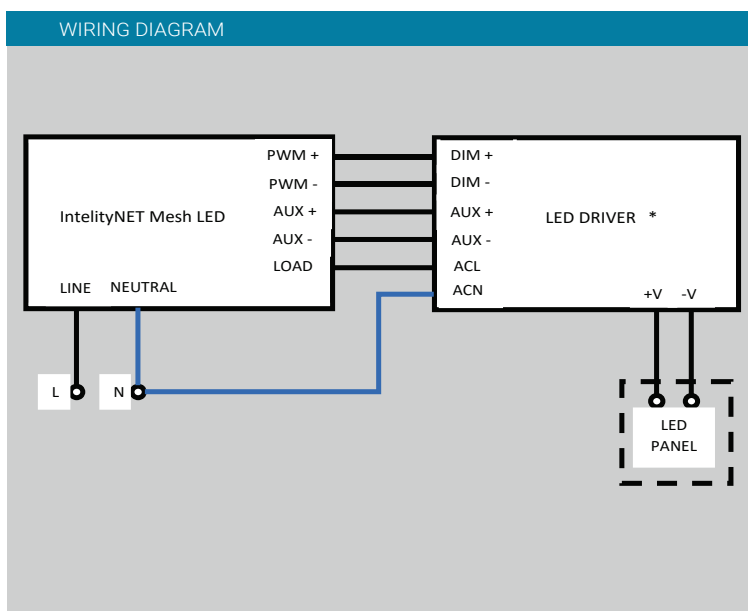 WIRING DIAGRAM
IntelityNET Mesh LED
PWM +
PWM -
AUX +
AUX -
LOAD
LINE NEUTRAL
DIM +
DIM -
AUX +
AUX -
ACL
ACN
LED DRIVER *
+V -V
L
N
LED
PANEL